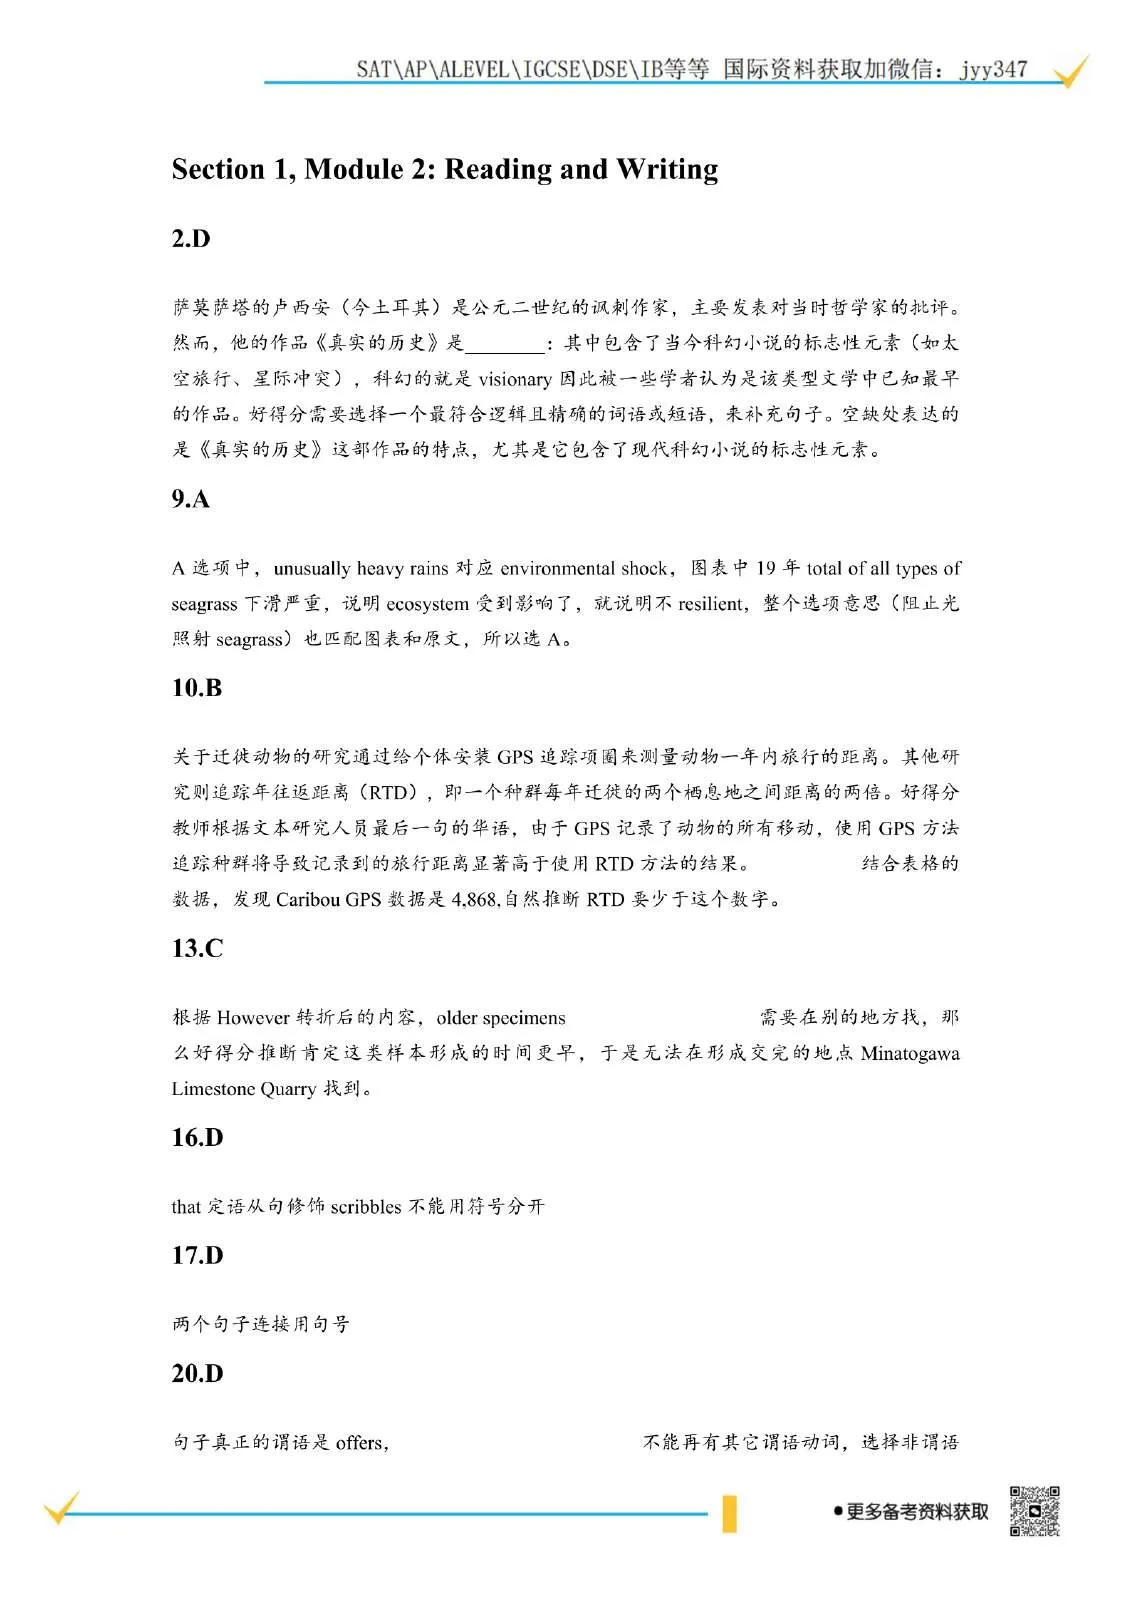 SAT\AP\ALEVEL\IGCSE\DSE\IB等等 国际资料获取加微信：jyy347
Section 1, Module 2: Reading and Writing
2.D
萨莫萨塔的卢西安（今土耳其）是公元二世纪的讽刺作家，主要发表对当时哲学家的批评。
然而，他的作品《真实的历史》是________：其中包含了当今科幻小说的标志性元素（如太
空旅行、星际冲突），科幻的就是 visionary 因此被一些学者认为是该类型文学中已知最早
的作品。好得分需要选择一个最符合逻辑且精确的词语或短语，来补充句子。空缺处表达的
是《真实的历史》这部作品的特点，尤其是它包含了现代科幻小说的标志性元素。
9.A
A 选项中，unusually heavy rains 对应 environmental shock，图表中 19 年 total of all types of
seagrass 下滑严重，说明 ecosystem 受到影响了，就说明不 resilient，整个选项意思（阻止光
照射 seagrass）也匹配图表和原文，所以选 A。
10.B
关于迁徙动物的研究通过给个体安装 GPS 追踪项圈来测量动物一年内旅行的距离。其他研
究则追踪年往返距离（RTD），即一个种群每年迁徙的两个栖息地之间距离的两倍。好得分
教师根据文本研究人员最后一句的华语，由于 GPS 记录了动物的所有移动，使用 GPS 方法
追踪种群将导致记录到的旅行距离显著高于使用 RTD 方法的结果。 结合表格的
数据，发现 Caribou GPS 数据是 4,868,自然推断 RTD 要少于这个数字。
13.C
根据 However 转折后的内容，older specimens 需要在别的地方找，那
么好得分推断肯定这类样本形成的时间更早，于是无法在形成交完的地点 Minatogawa
Limestone Quarry 找到。
16.D
that 定语从句修饰 scribbles 不能用符号分开
17.D
两个句子连接用句号
20.D
句子真正的谓语是 offers, 不能再有其它谓语动词，选择非谓语
•更多备考资料获取